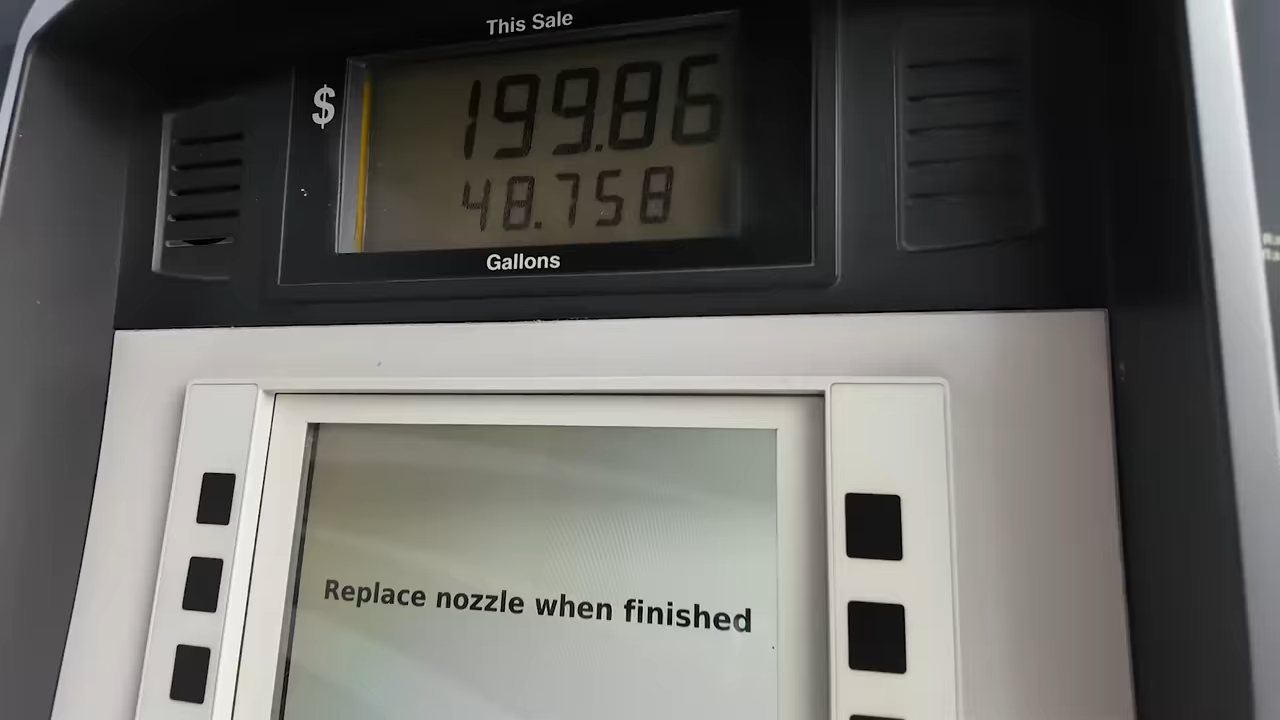 This Sale
$ 199.86
48.758
Gallons
Replace nozzle when finished